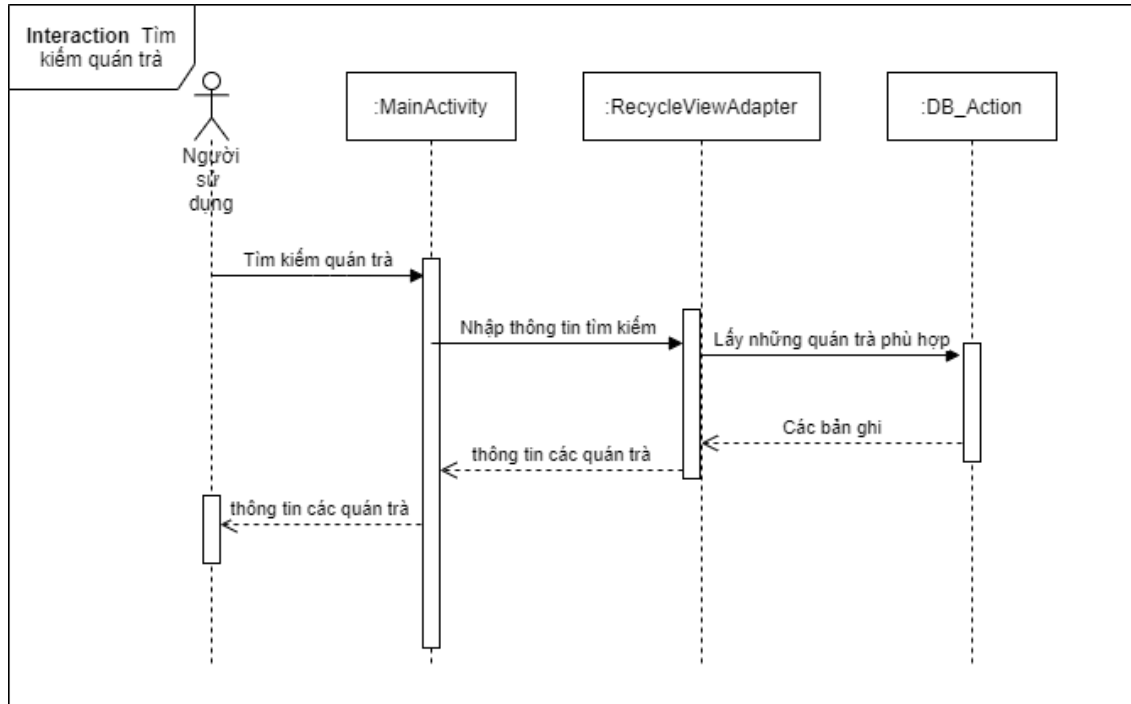 Interaction Tìm
kiếm quán trà
:MainActivity
:RecycleViewAdapter
:DB_Action
Người
sử
dụng
Tìm kiếm quán trà
Nhập thông tin tìm kiếm
Lấy những quán trà phù hợp
Các bản ghi
thông tin các quán trà
thông tin các quán trà